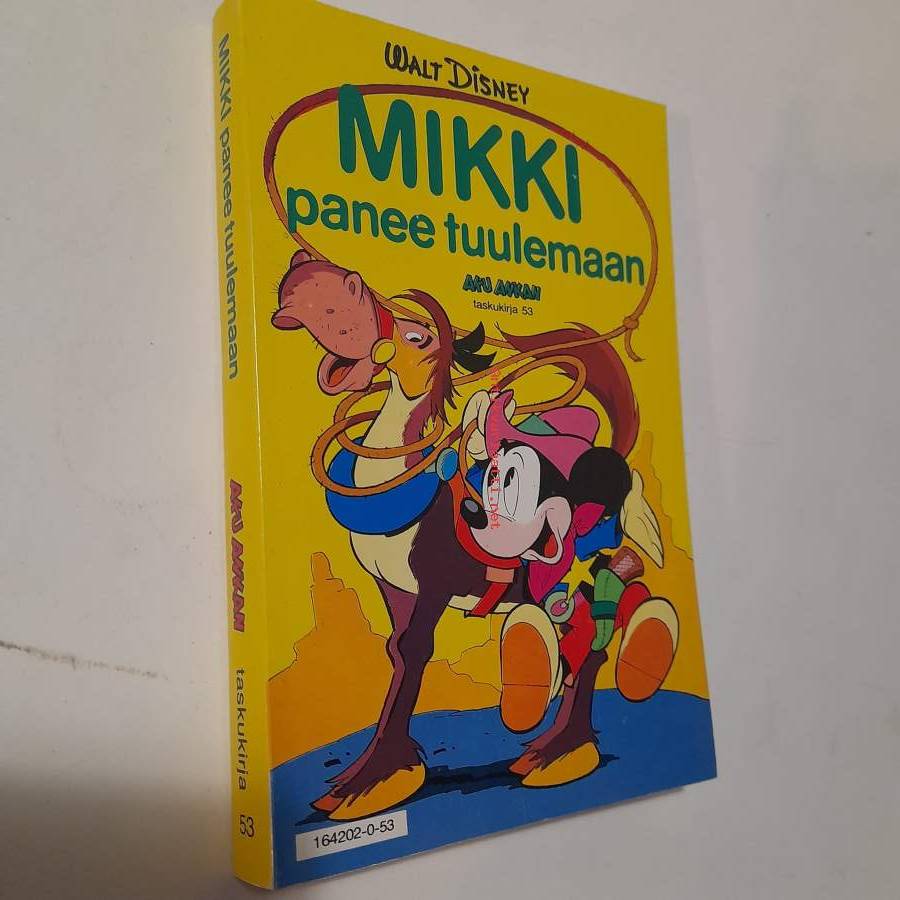 WALT DISNEY
MIKKI
panee tuulemaan
AKU ANKAN
taskukirja 53
164202-0-53
MIKKI panee tuulemaan AKU ANKAN taskukirja 53